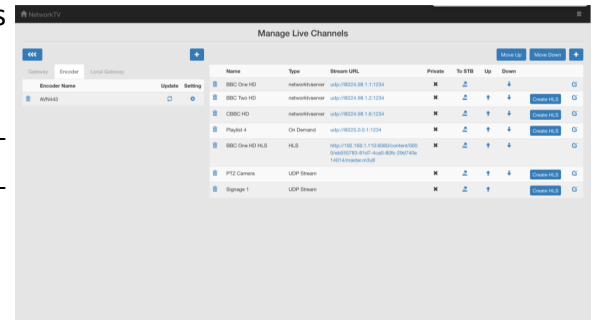 S
NetworkTV
Manage Live Channels
Move Up Move Down +
+
Gateway Encoder Local Gateway
Encoder Name Update Setting
AVN443
Name Type Stream URL Private To STB Up Down
BBC One HD networktvserver udp://@224.98.1.1:1234
BBC Two HD networktvserver udp://@224.98.1.2:1234 Create HLS
CBBC HD networktvserver udp://@224.98.1.6:1234 Create HLS
Playlist 4 On Demand udp://@225.0.0.1:1234 Create HLS
BBC One HD HLS HLS
PTZ Camera UDP Stream Create HLS
Signage 1 UDP Stream Create HLS